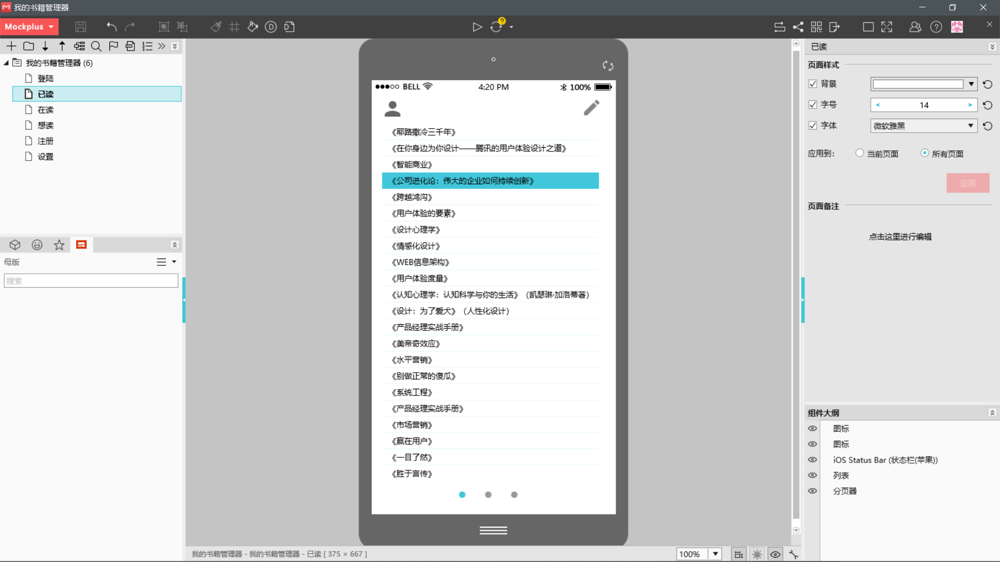 我的书籍管理器
Mockplus
我的书籍管理器 (6)
登陆
已读
在读
想读
注册
设置
母版
搜索
BELL
4:20 PM
100%
《耶路撒冷三千年》
《在你身边为你设计——腾讯的用户体验设计之道》
《智能商业》
《公司进化论：伟大的企业如何持续创新》
《跨越鸿沟》
《用户体验的要素》
《设计心理学》
《情感化设计》
《WEB信息架构》
《用户体验度量》
《认知心理学：认知科学与你的生活》（凯瑟琳·加洛蒂著）
《设计：为了爱犬》（人性化设计）
《产品经理实战手册》
《美帝奇效应》
《水平营销》
《别做正常的傻瓜》
《系统工程》
《产品经理实战手册》
《市场营销》
《赢在用户》
《一目了然》
《胜于言传》
我的书籍管理器 - 我的书籍管理器 - 已读 [ 375 × 667 ]
100%
已读
页面样式
背景
字号
14
字体
微软雅黑
应用到：
当前页面
所有页面
应用
页面备注
点击这里进行编辑
组件大纲
图标
图标
iOS Status Bar (状态栏(苹果))
列表
分页器